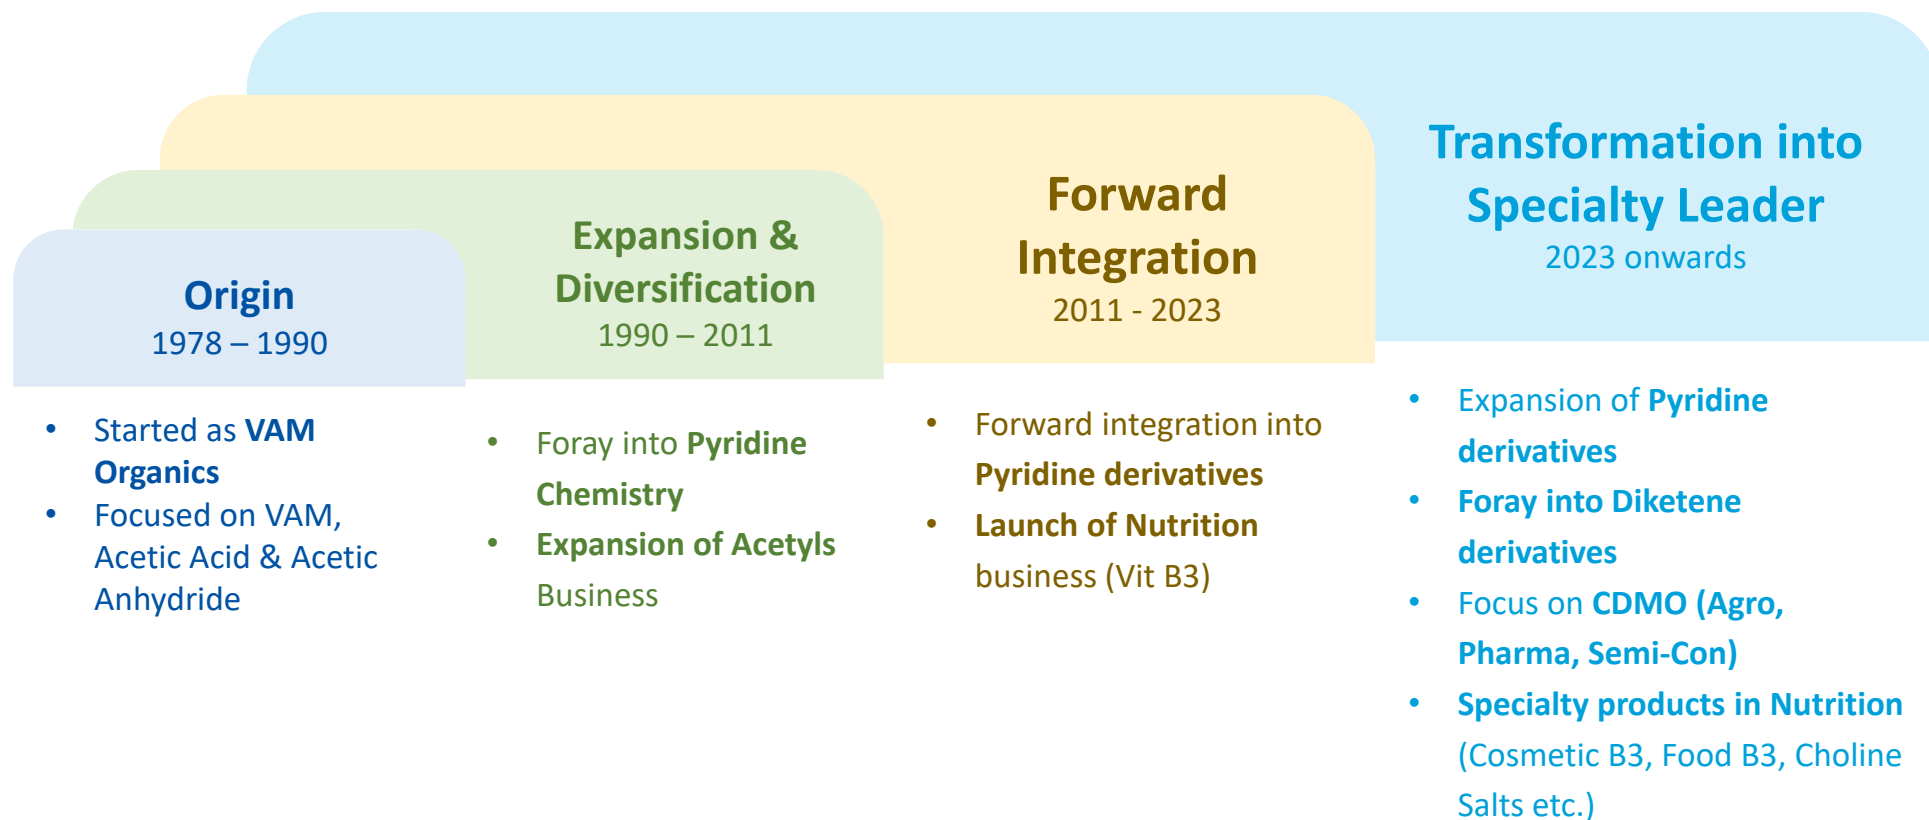 Origin
1978 – 1990
• Started as VAM
Organics
• Focused on VAM,
Acetic Acid & Acetic
Anhydride
Expansion &
Diversification
1990 – 2011
• Foray into Pyridine
Chemistry
• Expansion of Acetyls
Business
Forward
Integration
2011 - 2023
• Forward integration into
Pyridine derivatives
• Launch of Nutrition
business (Vit B3)
Transformation into
Specialty Leader
2023 onwards
• Expansion of Pyridine
derivatives
• Foray into Diketene
derivatives
• Focus on CDMO (Agro,
Pharma, Semi-Con)
• Specialty products in Nutrition
(Cosmetic B3, Food B3, Choline
Salts etc.)